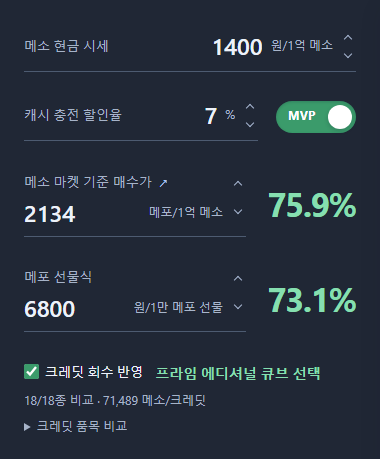 메소 현금 시세 1400 원/1억 메소
캐시 충전 할인율 7 % MVP
메소 마켓 기준 매수가 ↗
2134 메포/1억 메소 75.9%
메포 선물식
6800 원/1만 메포 선물 73.1%
크레딧 회수 반영 프라임 에디셔널 큐브 선택
18/18종 비교 · 71,489 메소/크레딧
▶ 크레딧 품목 비교